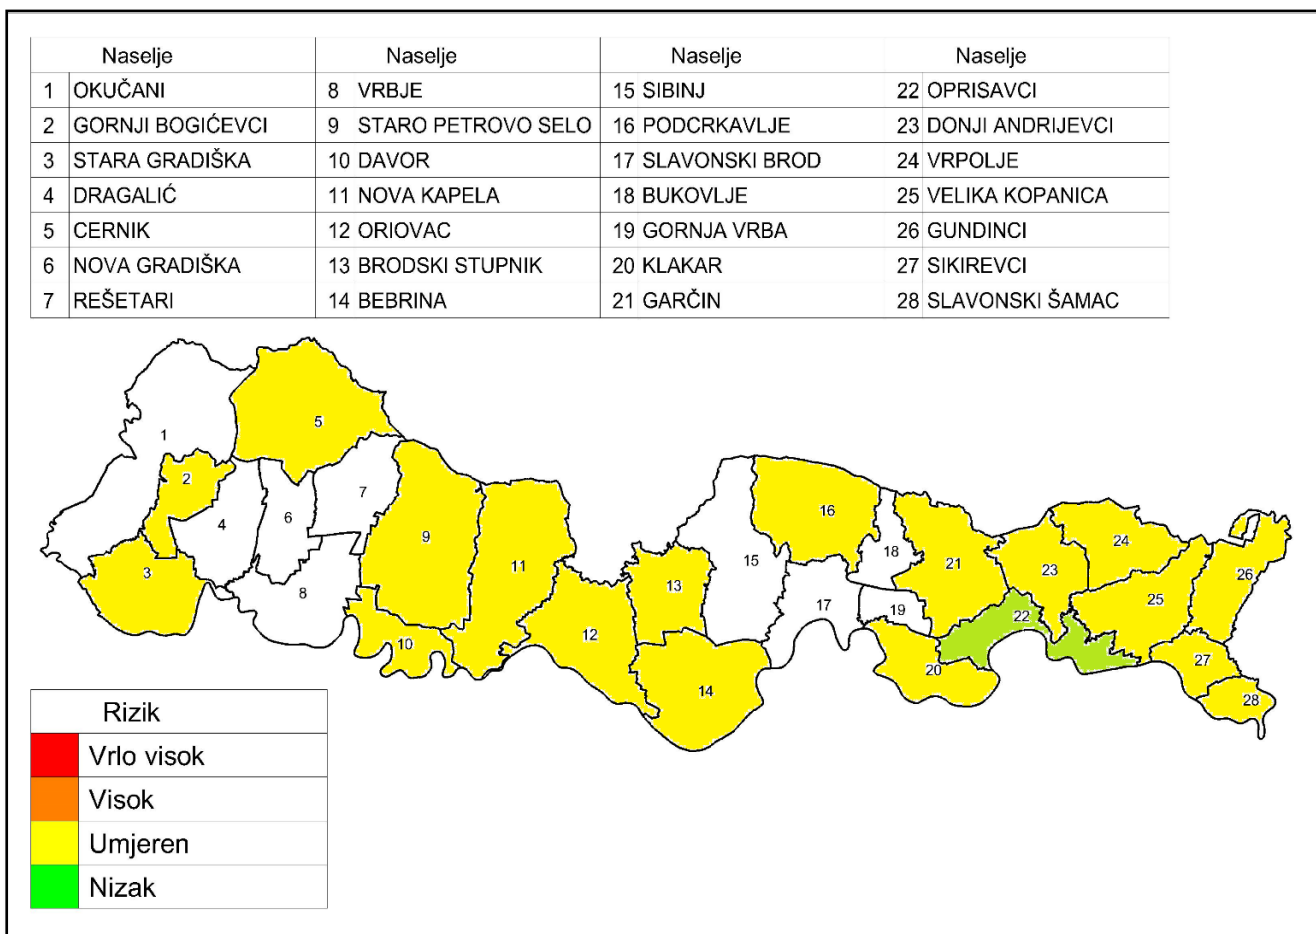 Naselje Naselje Naselje Naselje
1 OKUČANI 8 VRBJE 15 SIBINJ 22 OPRISAVCI
2 GORNJI BOGIĆEVCI 9 STARO PETROVO SELO 16 PODCRKAVLJE 23 DONJI ANDRIJEVCI
3 STARA GRADIŠKA 10 DAVOR 17 SLAVONSKI BROD 24 VRPOLJE
4 DRAGALIĆ 11 NOVA KAPELA 18 BUKOVLJE 25 VELIKA KOPANICA
5 CERNIK 12 ORIOVAC 19 GORNJA VRBA 26 GUNDINCI
6 NOVA GRADIŠKA 13 BRODSKI STUPNIK 20 KLAKAR 27 SIKIREVCI
7 REŠETARI 14 BEBRINA 21 GARČIN 28 SLAVONSKI ŠAMAC
5
1
2
7
16
6
4
9
11
24
18
15
21
23
3
13
26
8
25
17
19
22
12
10
27
20
14
28
Rizik
Vrlo visok
Visok
Umjeren
Nizak